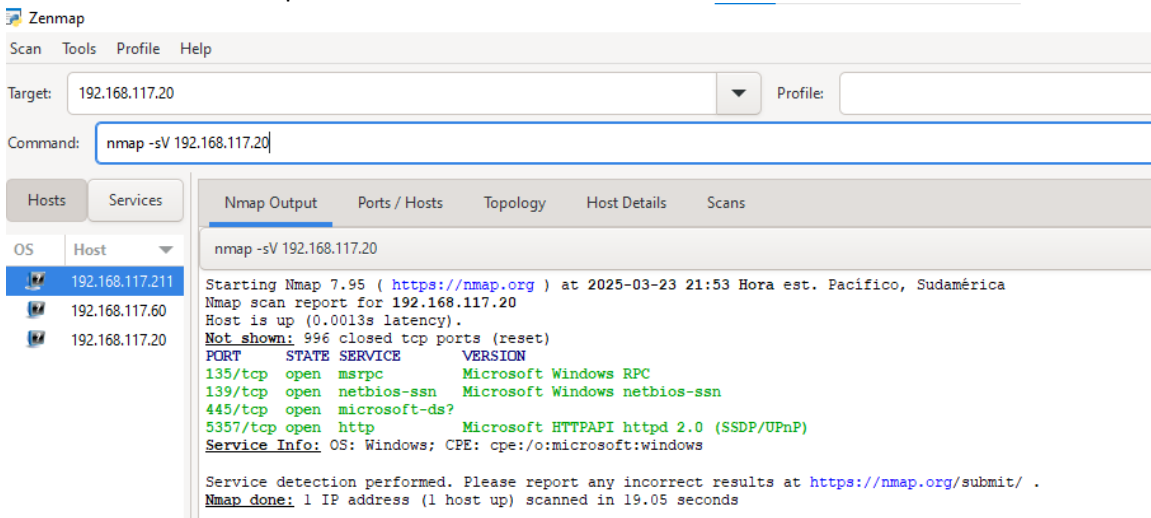 Zenmap
Scan Tools Profile Help
Target: 192.168.117.20 Profile:
Command: nmap -sV 192.168.117.20
Hosts Services Nmap Output Ports / Hosts Topology Host Details Scans
OS Host nmap -sV 192.168.117.20
192.168.117.211
192.168.117.60
192.168.117.20
Starting Nmap 7.95 ( https://nmap.org ) at 2025-03-23 21:53 Hora est. Pacífico, Sudamérica
Nmap scan report for 192.168.117.20
Host is up (0.0013s latency).
Not shown: 996 closed tcp ports (reset)
PORT STATE SERVICE VERSION
135/tcp open msrpc Microsoft Windows RPC
139/tcp open netbios-ssn Microsoft Windows netbios-ssn
445/tcp open microsoft-ds?
5357/tcp open http Microsoft HTTPAPI httpd 2.0 (SSDP/UPnP)
Service Info: OS: Windows; CPE: cpe:/o:microsoft:windows
Service detection performed. Please report any incorrect results at https://nmap.org/submit/ .
Nmap done: 1 IP address (1 host up) scanned in 19.05 seconds